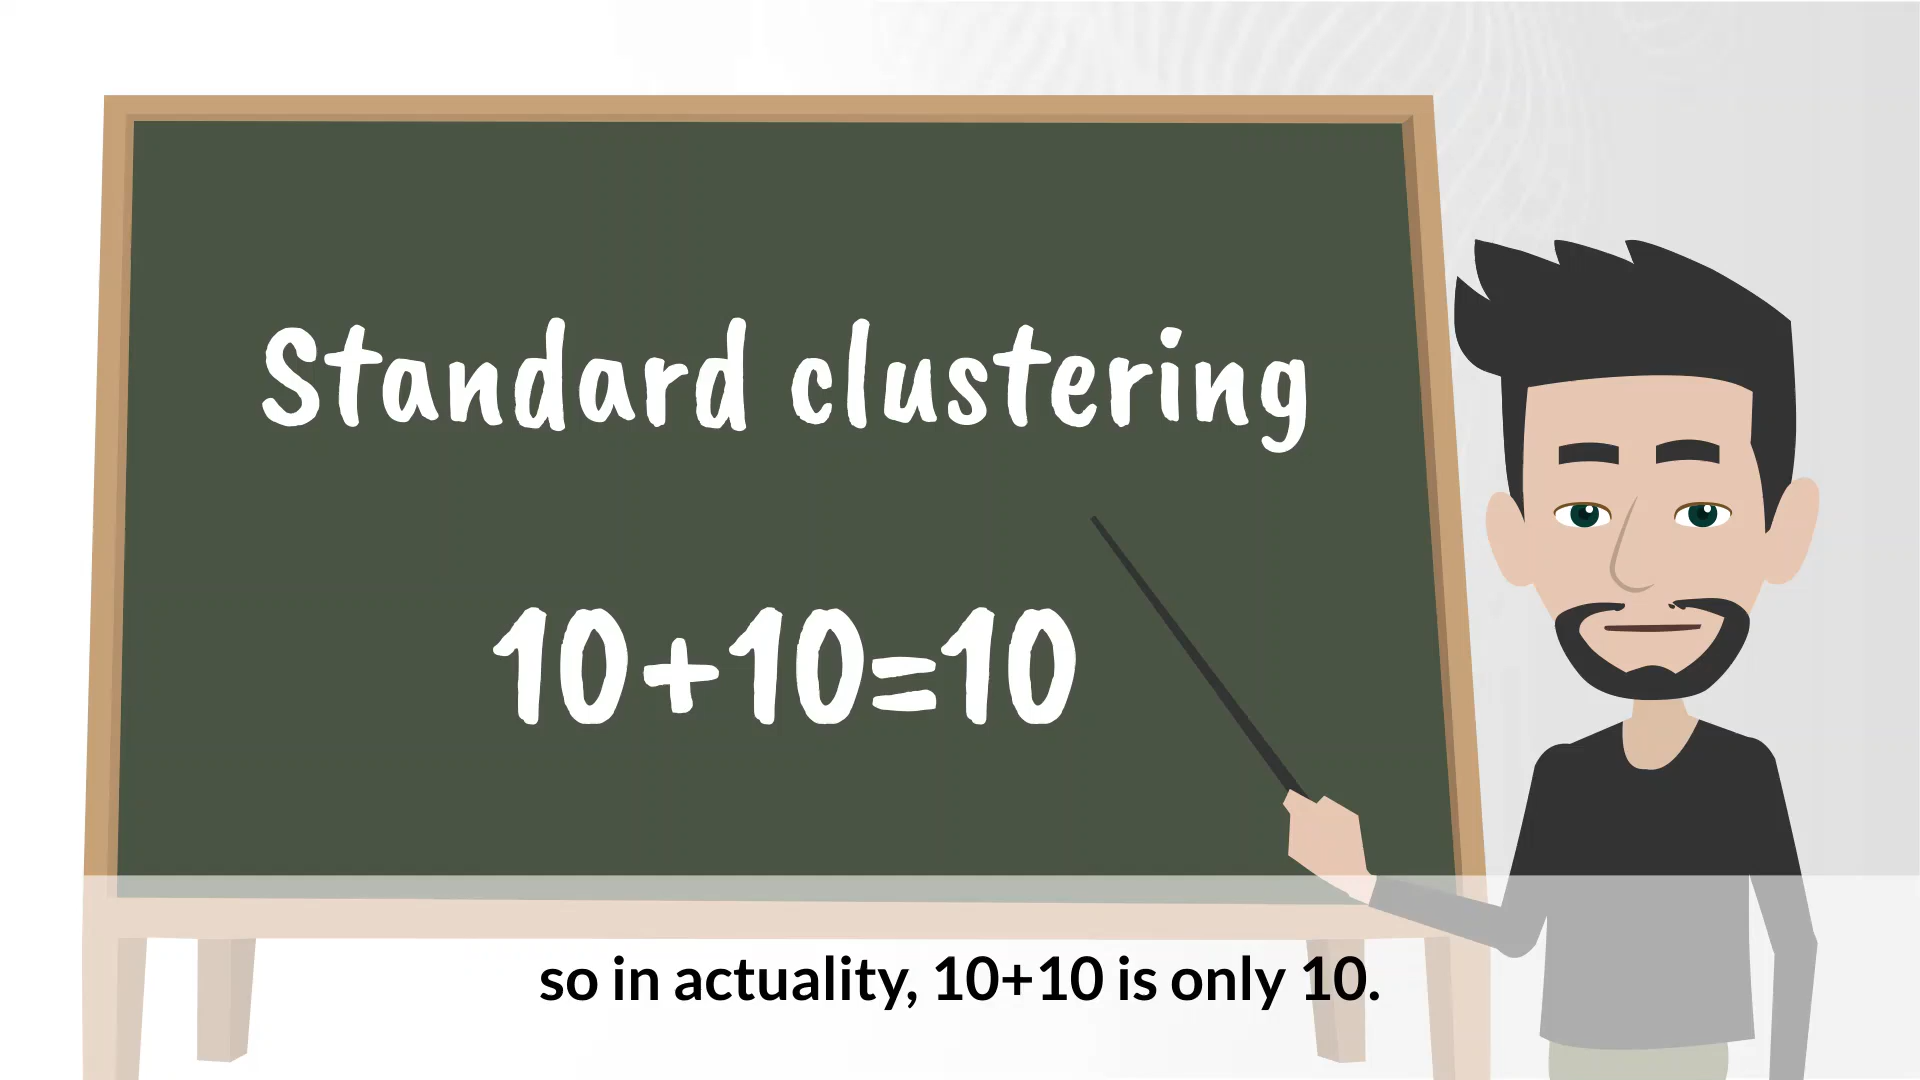 Standard clustering
10+10=10
so in actuality, 10+10 is only 10.